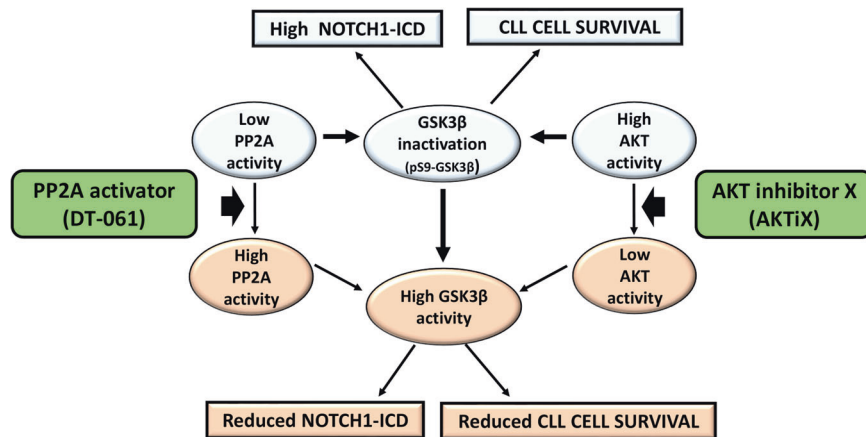 High NOTCH1-ICD
CLL CELL SURVIVAL
Low
PP2A
activity
GSK3β
inactivation
(pS9-GSK3β)
High
AKT
activity
PP2A activator
(DT-061)
AKT inhibitor X
(AKTiX)
High
PP2A
activity
High GSK3β
activity
Low
AKT
activity
Reduced NOTCH1-ICD
Reduced CLL CELL SURVIVAL